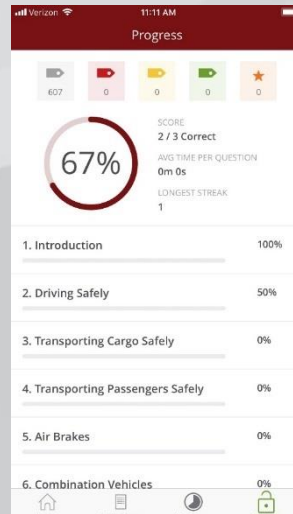 Verizon 11:11 AM
Progress
607 0 0 0 0
67%
SCORE
2 / 3 Correct
AVG TIME PER QUESTION
0m 0s
LONGEST STREAK
1
1. Introduction 100%
2. Driving Safely 50%
3. Transporting Cargo Safely 0%
4. Transporting Passengers Safely 0%
5. Air Brakes 0%
6. Combination Vehicles 0%